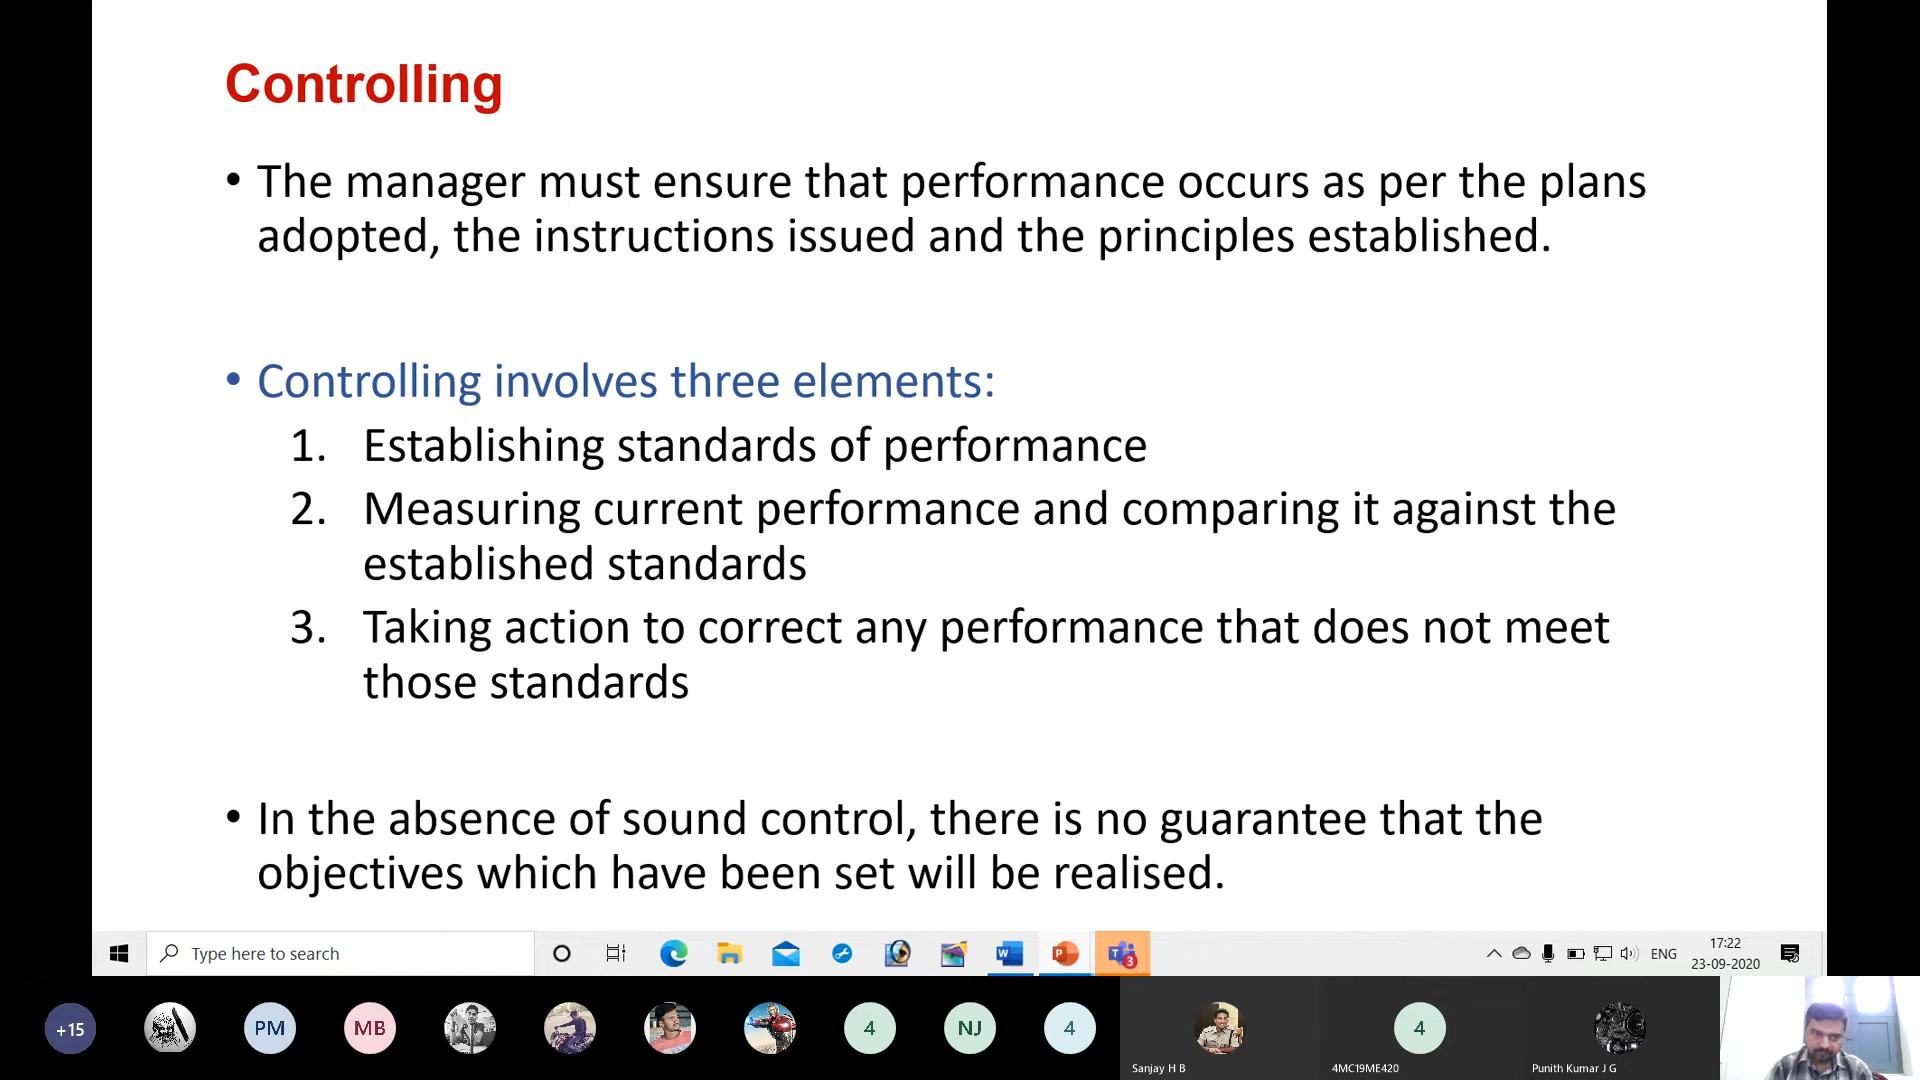 Controlling
• The manager must ensure that performance occurs as per the plans
adopted, the instructions issued and the principles established.
• Controlling involves three elements:
1. Establishing standards of performance
2. Measuring current performance and comparing it against the
established standards
3. Taking action to correct any performance that does not meet
those standards
• In the absence of sound control, there is no guarantee that the
objectives which have been set will be realised.
Type here to search
W P T 3
ENG
17:22
23-09-2020
+15 PM MB 4 NJ 4 4
Sanjay H B 4MC19ME420 Punith Kumar J G